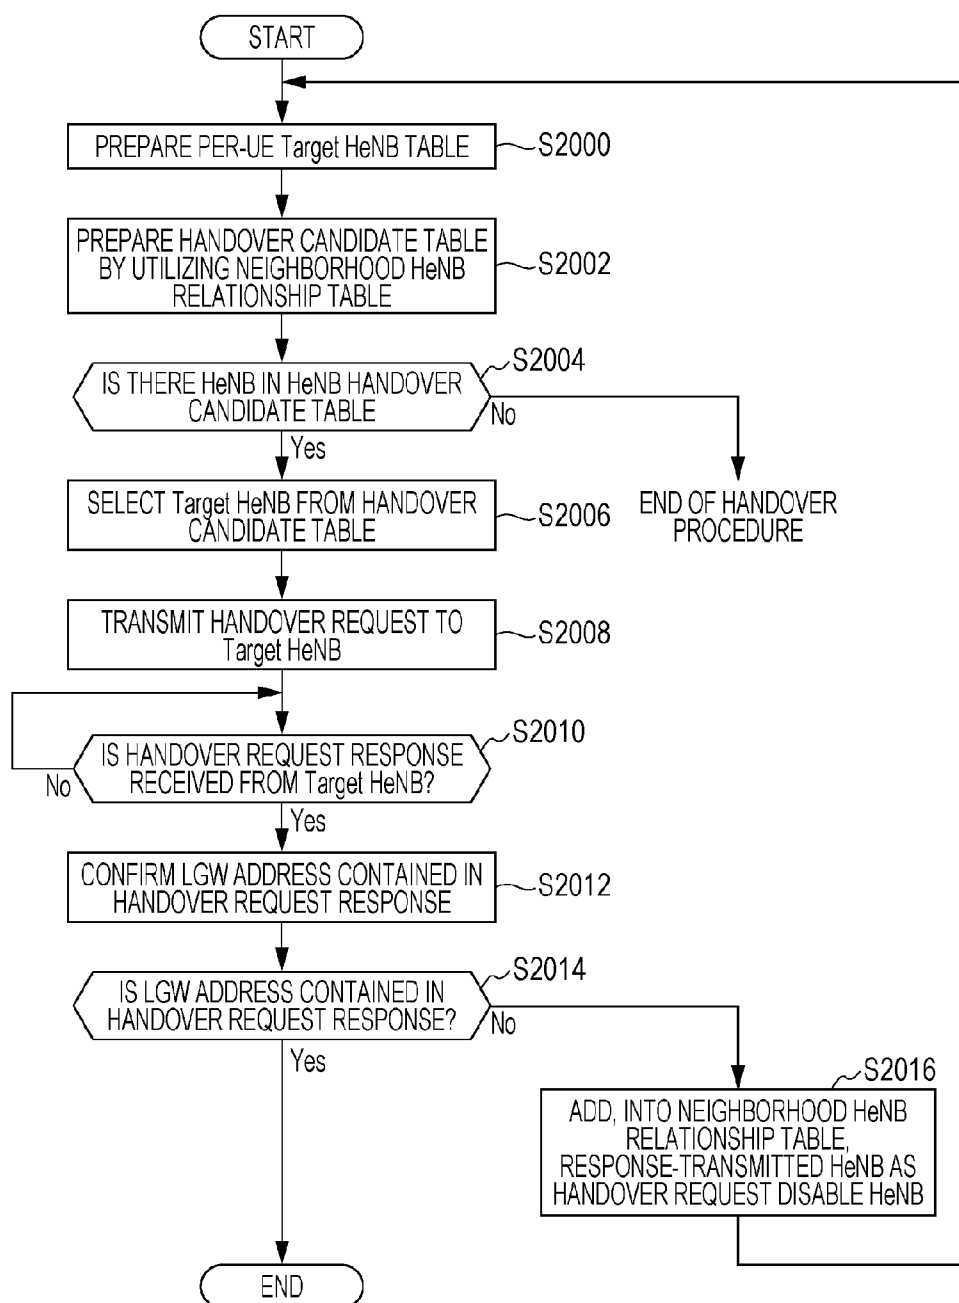 START
PREPARE PER-UE Target HeNB TABLE
S2000
PREPARE HANDOVER CANDIDATE TABLE
BY UTILIZING NEIGHBORHOOD HeNB
RELATIONSHIP TABLE
S2002
S2004
IS THERE HeNB IN HeNB HANDOVER
CANDIDATE TABLE
No
Yes
SELECT Target HeNB FROM HANDOVER
CANDIDATE TABLE
S2006
END OF HANDOVER
PROCEDURE
TRANSMIT HANDOVER REQUEST TO
Target HeNB
S2008
S2010
IS HANDOVER REQUEST RESPONSE
RECEIVED FROM Target HeNB?
No
Yes
CONFIRM LGW ADDRESS CONTAINED IN
HANDOVER REQUEST RESPONSE
S2012
S2014
IS LGW ADDRESS CONTAINED IN
HANDOVER REQUEST RESPONSE?
No
Yes
S2016
ADD, INTO NEIGHBORHOOD HeNB
RELATIONSHIP TABLE,
RESPONSE-TRANSMITTED HeNB AS
HANDOVER REQUEST DISABLE HeNB
END